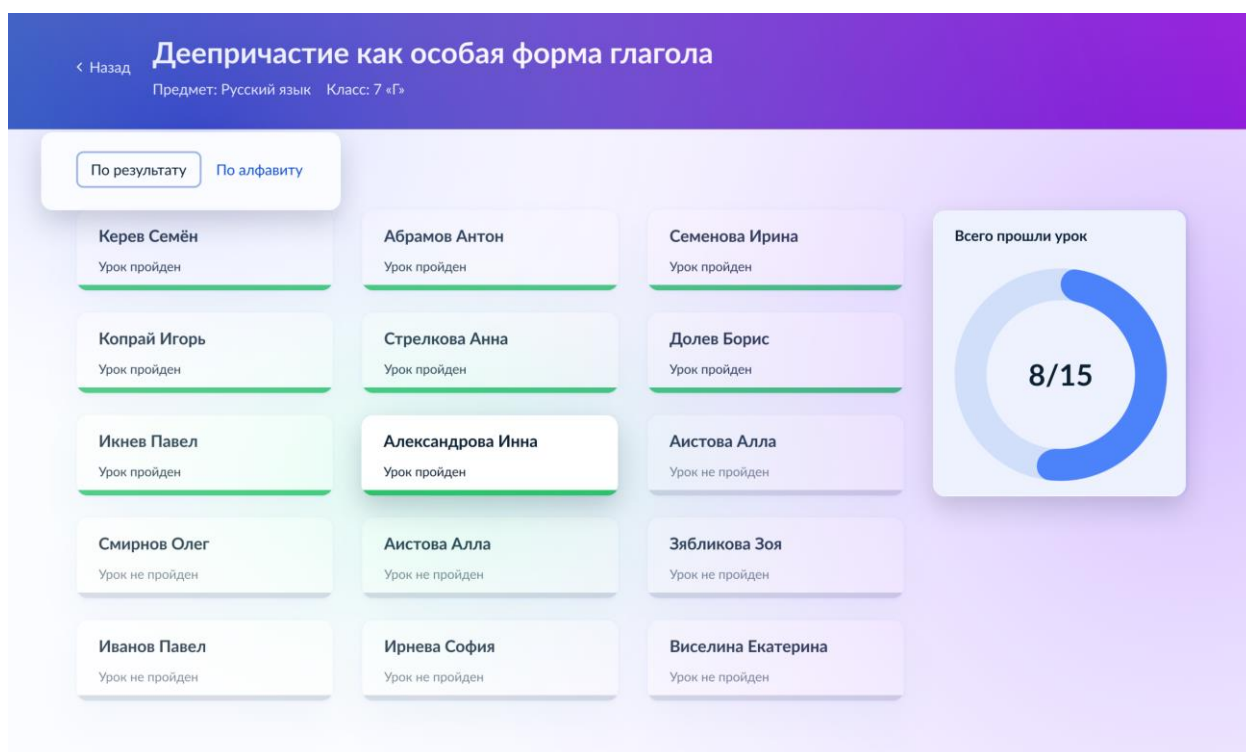 Назад
Деепричастие как особая форма глагола
Предмет: Русский язык Класс: 7 «Г»
По результату По алфавиту
Керев Семён
Урок пройден
Абрамов Антон
Урок пройден
Семенова Ирина
Урок пройден
Всего прошли урок
8/15
Копрай Игорь
Урок пройден
Стрелкова Анна
Урок пройден
Долев Борис
Урок пройден
Икнев Павел
Урок пройден
Александрова Инна
Урок пройден
Аистова Алла
Урок не пройден
Смирнов Олег
Урок не пройден
Аистова Алла
Урок не пройден
Зябликова Зоя
Урок не пройден
Иванов Павел
Урок не пройден
Ирнева София
Урок не пройден
Виселина Екатерина
Урок не пройден